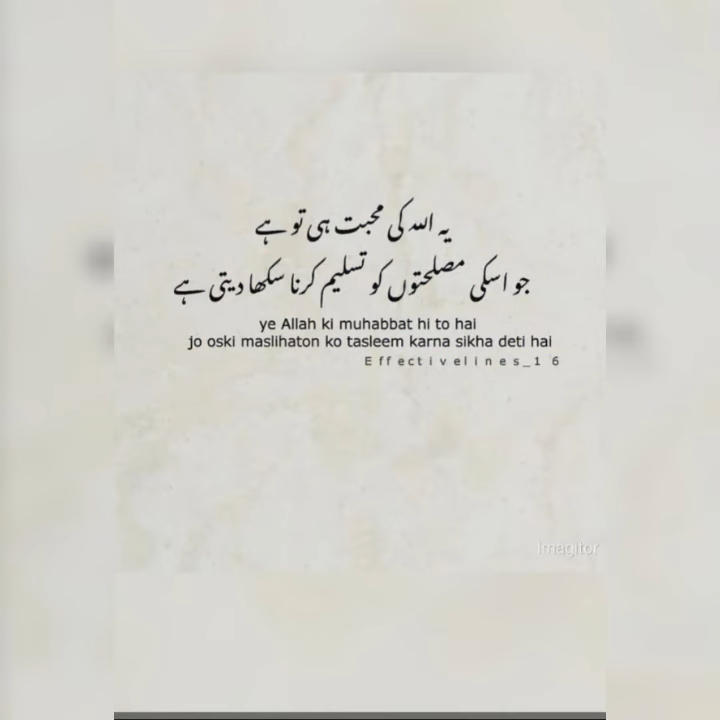 یہ اللہ کی محبت ہی تو ہے
جو اسکی مصلحتوں کو تسلیم کرنا سکھا دیتی ہے
ye Allah ki muhabbat hi to hai
jo oski maslihaton ko tasleem karna sikha deti hai
Effectivelines_16
Imagitor